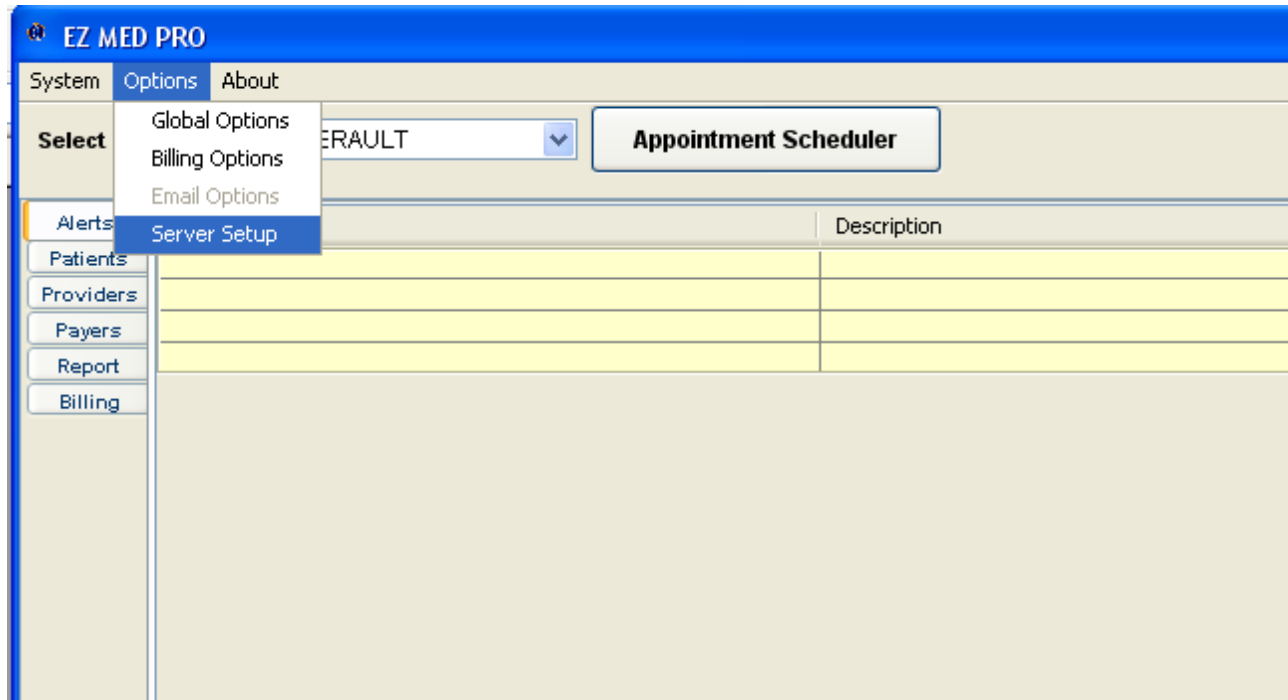 EZ MED PRO
System Options About
Global Options
Select ERAULT Appointment Scheduler
Billing Options
Email Options
Alerts Description
Server Setup
Patients
Providers
Payers
Report
Billing